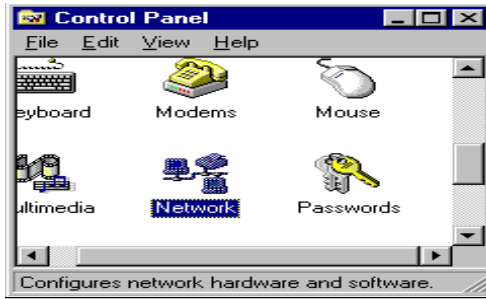 Control Panel
File Edit View Help
eyboard Modems Mouse
ultimedia Network Passwords
Configures network hardware and software.